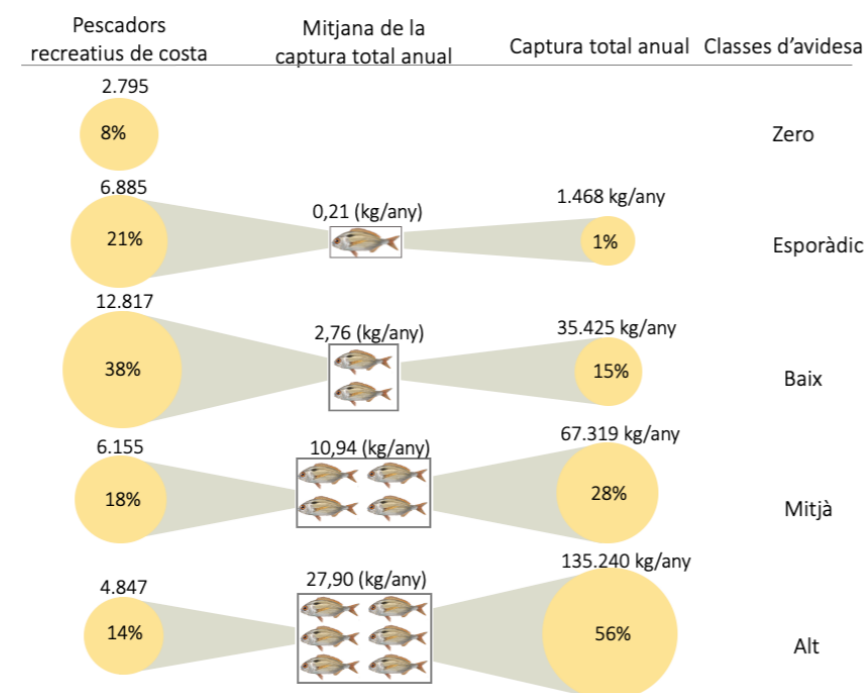 Pescadors
recreatius de costa
Mitjana de la
captura total anual
Captura total anual
Classes d'avidesa
2.795
8%
Zero
6.885
21%
0,21 (kg/any)
1.468 kg/any
1%
Esporàdic
12.817
38%
2,76 (kg/any)
35.425 kg/any
15%
Baix
6.155
18%
10,94 (kg/any)
67.319 kg/any
28%
Mitjà
4.847
14%
27,90 (kg/any)
135.240 kg/any
56%
Alt